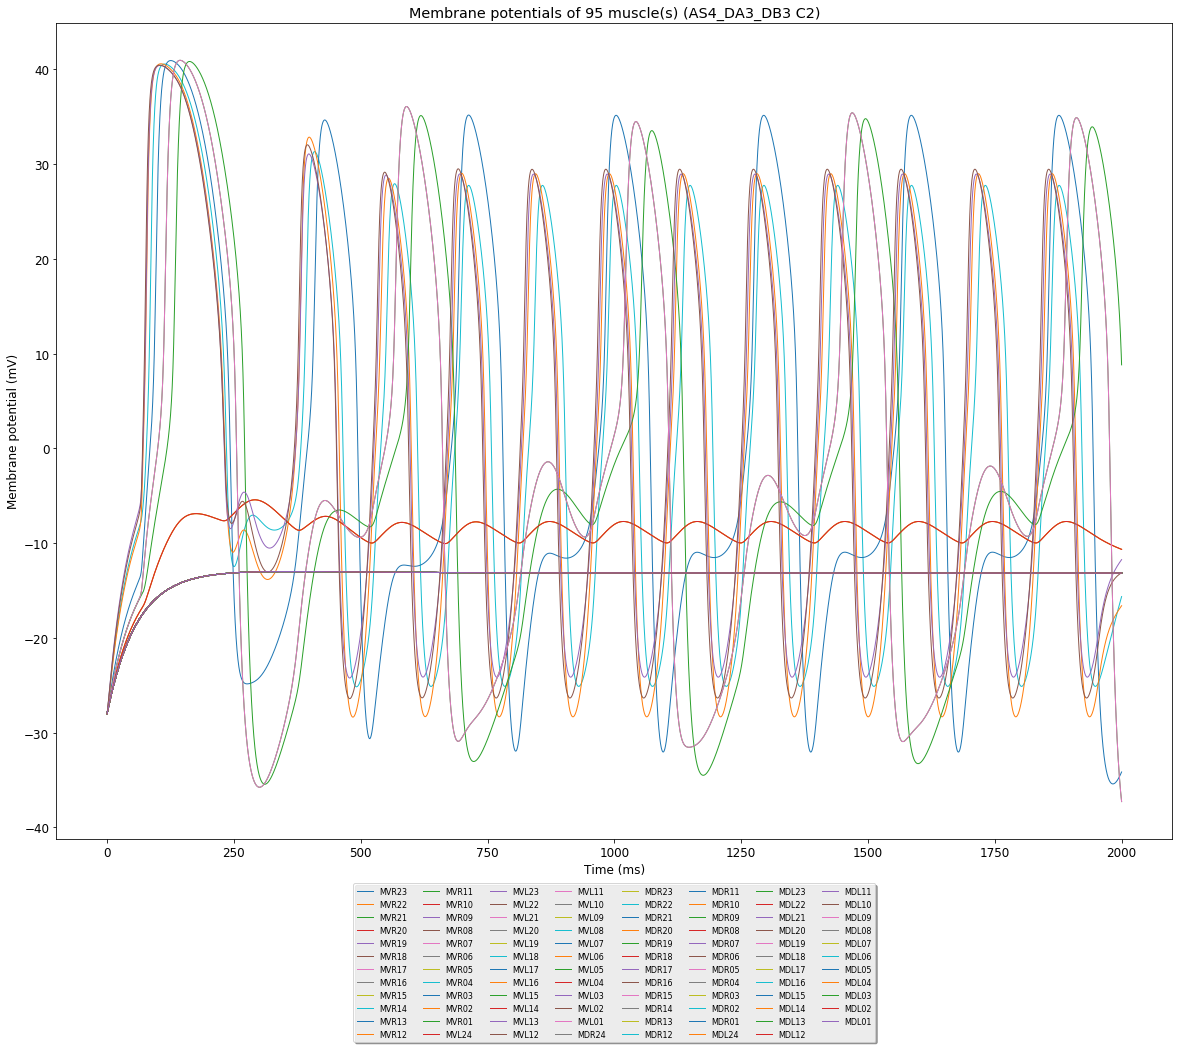 Membrane potentials of 95 muscle(s) (AS4_DA3_DB3 C2)
Membrane potential (mV)
40
30
20
10
0
−10
−20
−30
−40
0 250 500 750 1000 1250 1500 1750 2000
Time (ms)
MVR23 MVR11 MVL23 MVL11 MDR23 MDR11 MDL23 MDL11
MVR22 MVR10 MVL22 MVL10 MDR22 MDR10 MDL22 MDL10
MVR21 MVR09 MVL21 MVL09 MDR21 MDR09 MDL21 MDL09
MVR20 MVR08 MVL20 MVL08 MDR20 MDR08 MDL20 MDL08
MVR19 MVR07 MVL19 MVL07 MDR19 MDR07 MDL19 MDL07
MVR18 MVR06 MVL18 MVL06 MDR18 MDR06 MDL18 MDL06
MVR17 MVR05 MVL17 MVL05 MDR17 MDR05 MDL17 MDL05
MVR16 MVR04 MVL16 MVL04 MDR16 MDR04 MDL16 MDL04
MVR15 MVR03 MVL15 MVL03 MDR15 MDR03 MDL15 MDL03
MVR14 MVR02 MVL14 MVL02 MDR14 MDR02 MDL14 MDL02
MVR13 MVR01 MVL13 MVL01 MDR13 MDR01 MDL13 MDL01
MVR12 MVL24 MVL12 MDR24 MDR12 MDL24 MDL12